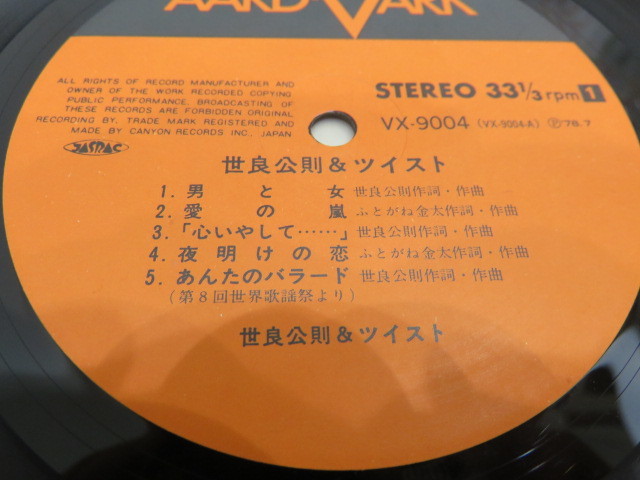 AARD-VARK
ALL RIGHTS OF RECORD MANUFACTURER AND
OWNER OF THE WORK RECORDED COPYING
PUBLIC PERFORMANCE, BROADCASTING OF
THESE RECORDS ARE FORBIDDEN ORIGINAL
RECORDING BY, TRADE MARK REGISTERED AND
MADE BY CANYON RECORDS INC., JAPAN
JASRAC
STEREO 33 1/3 rpm 1
VX-9004 (VX-9004-A) Ⓟ'78.7
世良公則&ツイスト
1. 男と女 世良公則作詞・作曲
2. 愛の嵐 ふとがね金太作詞・作曲
3. 「心いやして……」 世良公則作詞・作曲
4. 夜明けの恋 ふとがね金太作詞・作曲
5. あんたのバラード 世良公則作詞・作曲
(第8回世界歌謡祭より)
世良公則&ツイスト